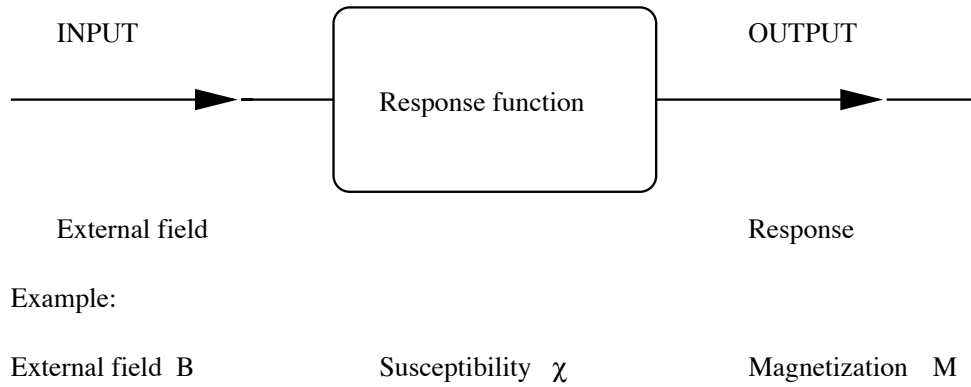 INPUT OUTPUT
Response function
External field Response
Example:
External field B Susceptibility χ Magnetization M